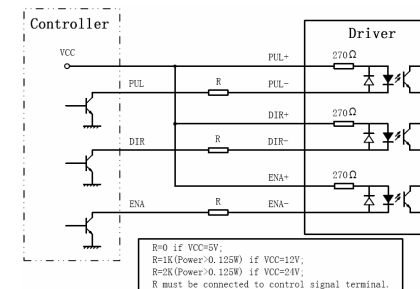 Controller
Driver
VCC
PUL+
270Ω
PUL
R
PUL-
DIR+
270Ω
DIR
R
DIR-
ENA+
270Ω
ENA
R
ENA-
R=0 if VCC=5V;
R=1K(Power>0.125W) if VCC=12V;
R=2K(Power>0.125W) if VCC=24V;
R must be connected to control signal terminal.